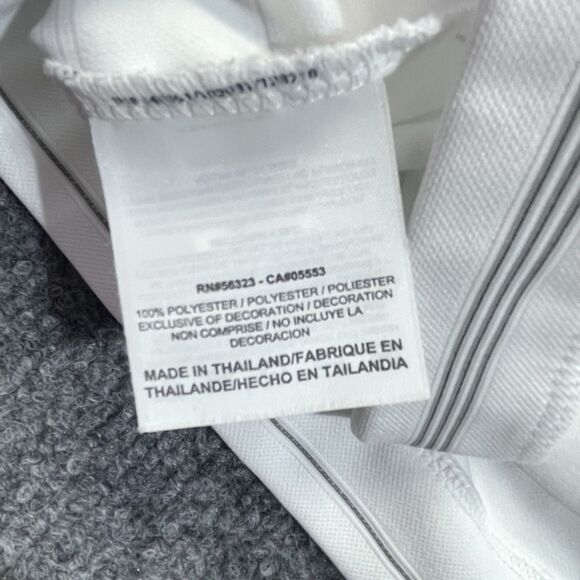 RN#56323 - CA#05553
100% POLYESTER / POLYESTER / POLIESTER
EXCLUSIVE OF DECORATION / DECORATION
NON COMPRISE / NO INCLUYE LA
DECORACION
MADE IN THAILAND/FABRIQUE EN
THAILANDE/HECHO EN TAILANDIA